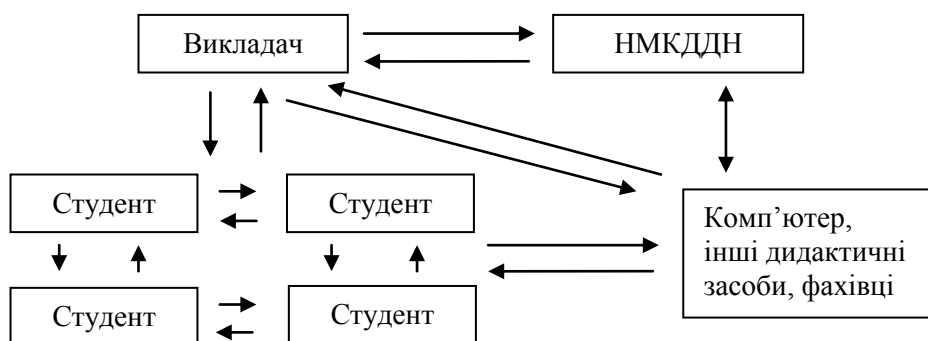 Викладач
НМКДДН
Студент
Студент
Комп’ютер,
інші дидактичні
засоби, фахівці
Студент
Студент